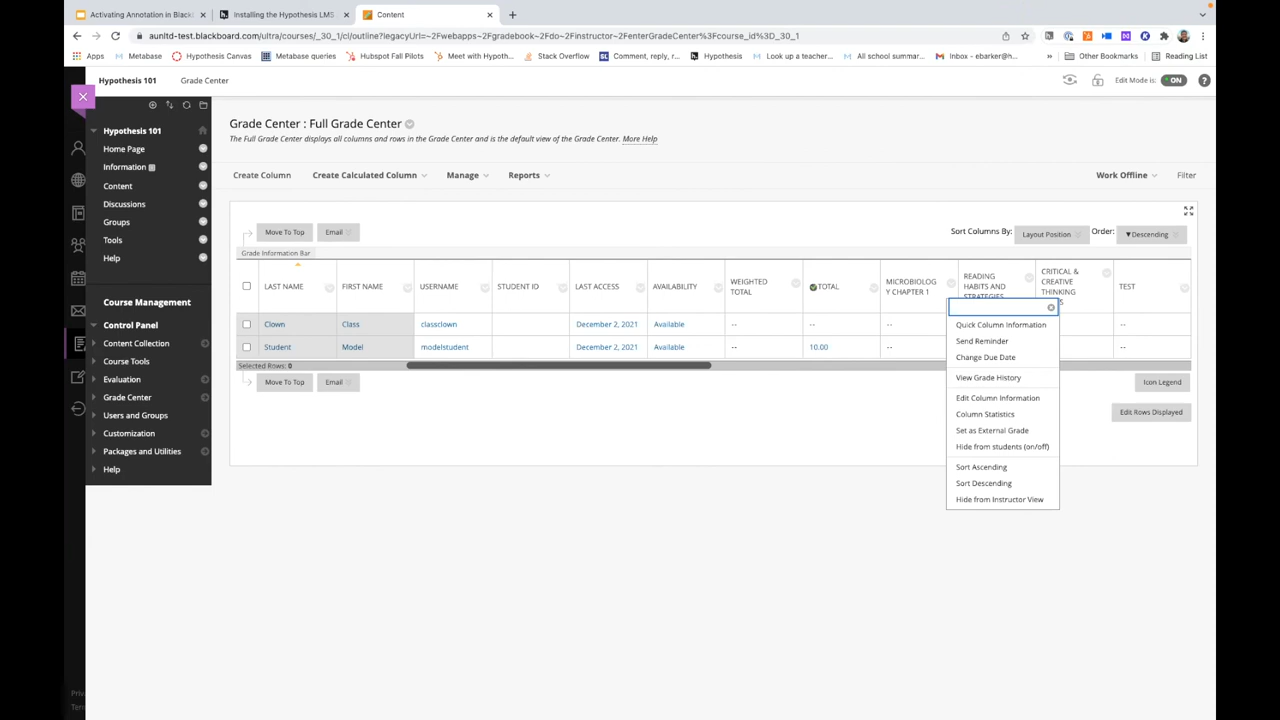 Activating Annotation in Black
Installing the Hypothesis LMS
Content
aunltd-test.blackboard.com/ultra/courses/_30_1/cl/outline?legacyUrl=~2Fwebapps~2Fgradebook~2Fdo~2Finstructor~2FenterGradeCenter%3Fcourse_id%3D_30_1
Apps
Metabase
Hypothesis Canvas
Metabase queries
Hubspot Fall Pilots
Meet with Hypoth...
Stack Overflow
Comment, reply, r...
Hypothesis
Look up a teacher...
All school summar...
Inbox - ebarker@h...
»
Other Bookmarks
Reading List
Hypothesis 101
Grade Center
Edit Mode is:
ON
?
Hypothesis 101
Home Page
Information
Content
Discussions
Groups
Tools
Help
Course Management
Control Panel
Content Collection
Course Tools
Evaluation
Grade Center
Users and Groups
Customization
Packages and Utilities
Help
Grade Center : Full Grade Center
The Full Grade Center displays all columns and rows in the Grade Center and is the default view of the Grade Center. More Help
Create Column
Create Calculated Column
Manage
Reports
Work Offline
Filter
Move To Top
Email
Sort Columns By:
Layout Position
Order:
▼Descending
Grade Information Bar
LAST NAME
FIRST NAME
USERNAME
STUDENT ID
LAST ACCESS
AVAILABILITY
WEIGHTED
TOTAL
TOTAL
MICROBIOLOG
Y CHAPTER 1
READING
HABITS AND
STRATEGIES
CRITICAL &
CREATIVE
THINKING
TEST
Clown
Class
classclown
December 2, 2021
Available
--
--
--
--
Student
Model
modelstudent
December 2, 2021
Available
--
10.00
--
--
Selected Rows: 0
Move To Top
Email
Icon Legend
Edit Rows Displayed
Quick Column Information
Send Reminder
Change Due Date
View Grade History
Edit Column Information
Column Statistics
Set as External Grade
Hide from students (on/off)
Sort Ascending
Sort Descending
Hide from Instructor View
Priv
Tern